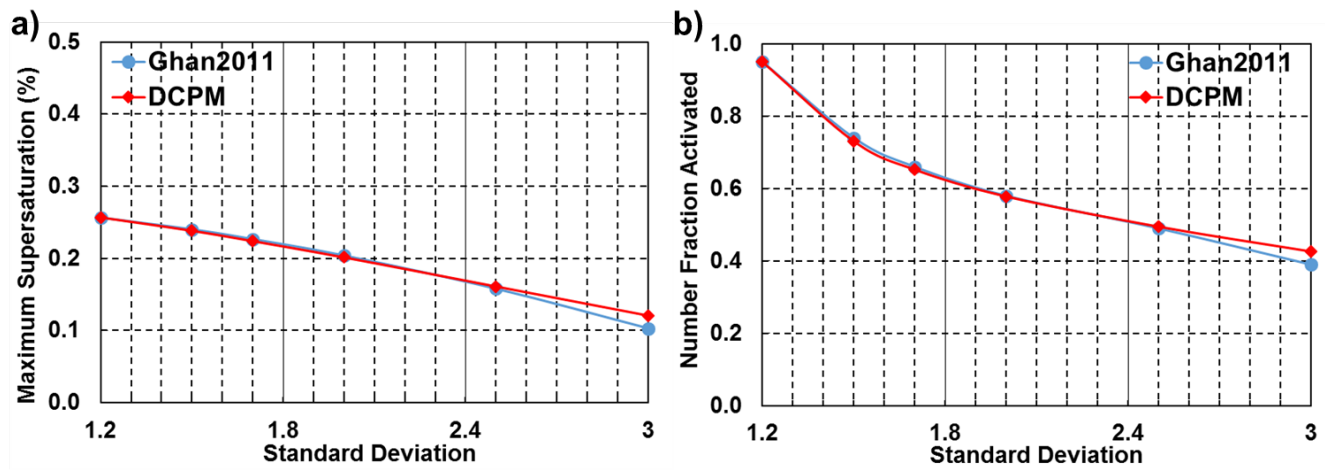 a)
Maximum Supersaturation (%)
0.5
0.4
0.3
0.2
0.1
0.0
Ghan2011
DCPM
1.2
1.8
2.4
3
Standard Deviation
b)
Number Fraction Activated
1.0
0.8
0.6
0.4
0.2
0.0
Ghan2011
DCPM
1.2
1.8
2.4
3
Standard Deviation